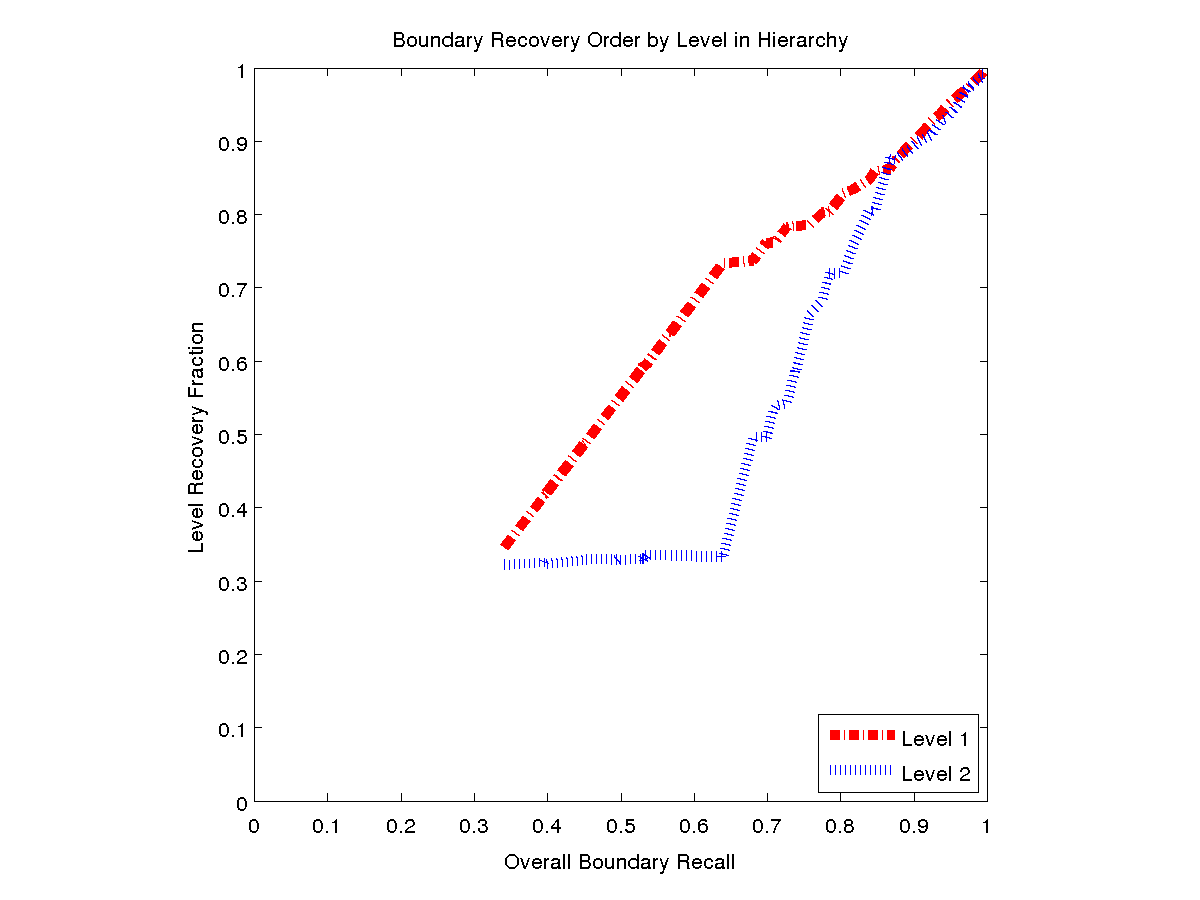 Boundary Recovery Order by Level in Hierarchy
1
0.9
0.8
0.7
0.6
0.5
0.4
0.3
0.2
0.1
0
Level Recovery Fraction
Level 1
Level 2
0 0.1 0.2 0.3 0.4 0.5 0.6 0.7 0.8 0.9 1
Overall Boundary Recall